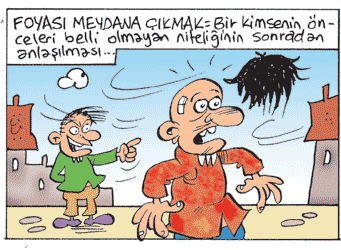 FOYASI MEYDANA ÇIKMAK = Bir kimsenin ön-
celeri belli olmayan niteliğinin sonradan
anlaşılması...